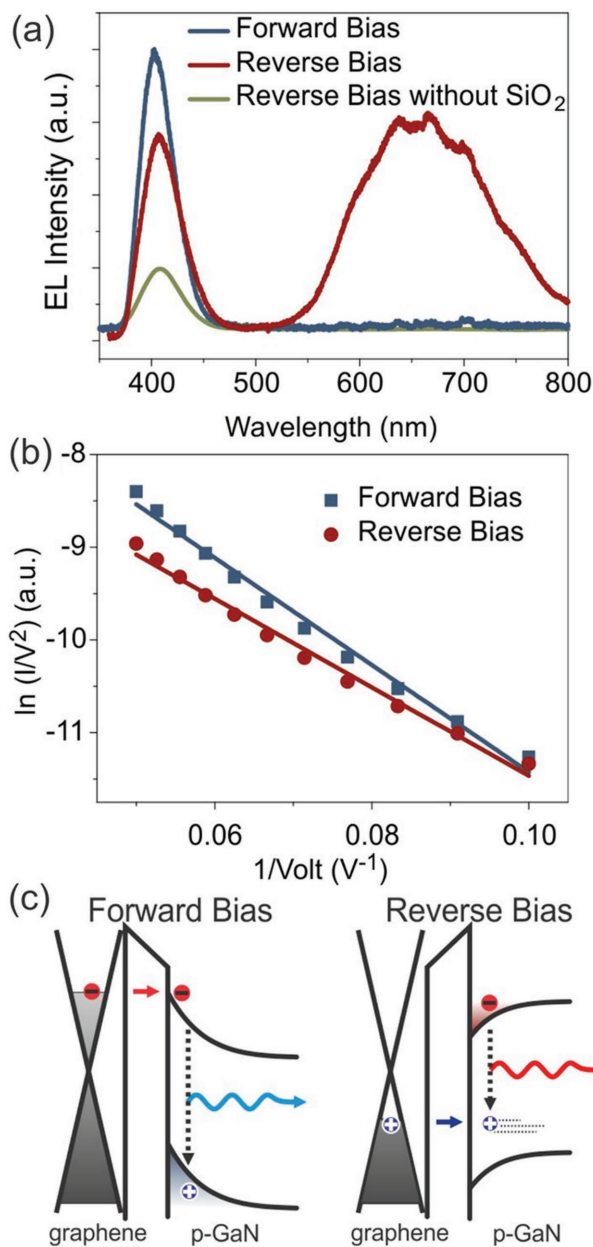 (a)
Forward Bias
Reverse Bias
Reverse Bias without SiO₂
EL Intensity (a.u.)
400 500 600 700 800
Wavelength (nm)
(b)
-8
-9
-10
-11
Forward Bias
Reverse Bias
ln (I/V²) (a.u.)
0.06 0.08 0.10
1/Volt (V⁻¹)
(c)
Forward Bias Reverse Bias
graphene p-GaN graphene p-GaN